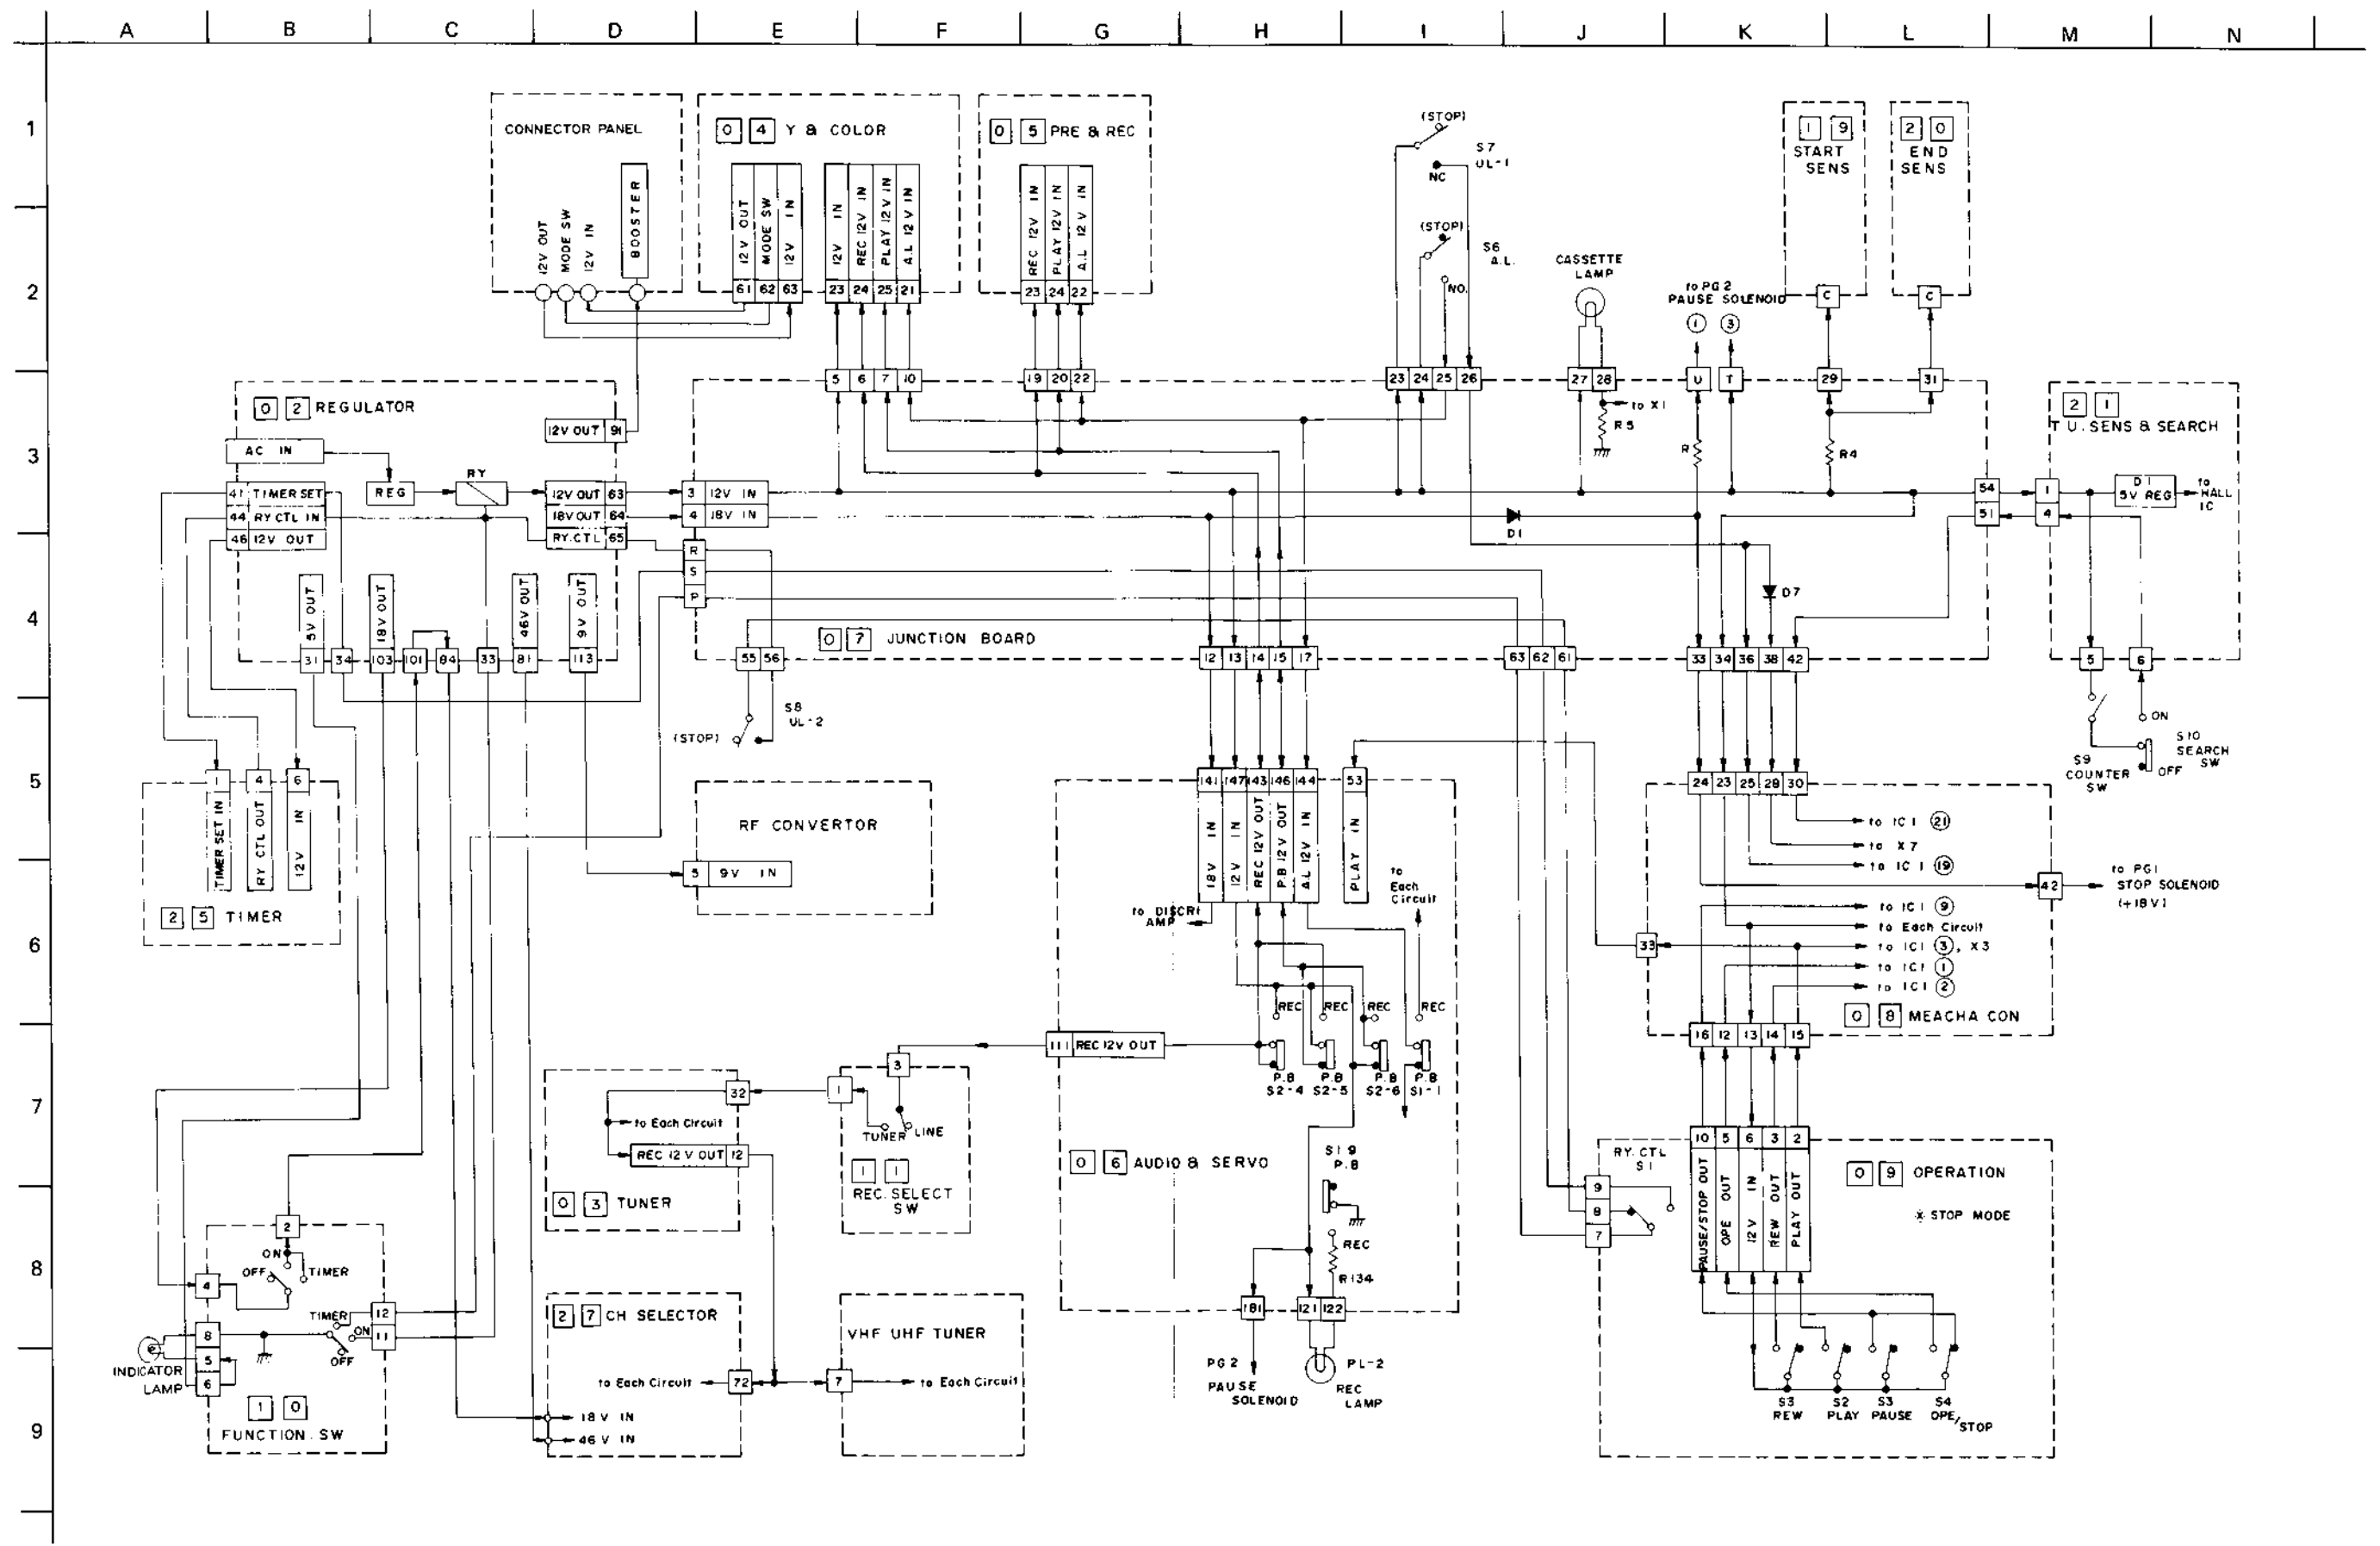 A B C D E F G H I J K L M N
1
2
3
4
5
6
7
8
9
CONNECTOR PANEL
12V OUT
MODE SW
12V IN
BOOSTER
0 4 Y & COLOR
12V OUT
MODE SW
12V IN
12V IN
REC 12V IN
PLAY 12V IN
A.L 12V IN
61 62 63 23 24 25 21
0 5 PRE & REC
REC 12V IN
PLAY 12V IN
A.L 12V IN
23 24 22
(STOP)
S7
UL-1
NC
(STOP)
S6
A.L.
NO.
CASSETTE
LAMP
to PG 2
PAUSE SOLENOID
1 3
1 9
START
SENS
C
2 0
END
SENS
C
5 6 7 10
19 20 22
23 24 25 26
27 28
U T
29
31
0 2 REGULATOR
12V OUT 91
AC IN
REG
RY
41 TIMER SET
44 RY CTL IN
46 12V OUT
12V OUT 63
18V OUT 64
RY.CTL 65
5V OUT
18V OUT
46V OUT
9V OUT
31 34 103 101 84 33 81 113
3 12V IN
4 18V IN
R
S
P
0 7 JUNCTION BOARD
55 56
12 13 14 15 17
63 62 61
33 34 36 38 42
to X1
R5
R
R4
D1
D7
54
51
2 1
T U. SENS & SEARCH
1
4
D1
5V REG
to
HALL
IC
5
6
ON
S10
SEARCH
SW
OFF
S9
COUNTER
SW
S8
UL-2
(STOP)
1 4 6
TIMER SET IN
RY CTL OUT
12V IN
2 5 TIMER
RF CONVERTOR
5 9V IN
141 147 143 146 144 53
18V IN
12V IN
REC 12V OUT
P.B 12V OUT
A.L 12V IN
PLAY IN
to DISCRI
AMP
to
Each
Circuit
REC REC REC REC
P.B P.B P.B P.B
S2-4 S2-5 S2-6 S1-1
111 REC 12V OUT
0 6 AUDIO & SERVO
S1 9
P.B
REC
R134
181 121 122
PG 2
PAUSE
SOLENOID
PL-2
REC
LAMP
24 23 25 28 30
to IC1 21
to X7
to IC1 19
42
to PG1
STOP SOLENOID
(+18V)
to IC1 9
to Each Circuit
33
to IC1 3, X3
to IC1 1
to IC1 2
0 8 MEACHA CON
16 12 13 14 15
10 5 6 3 2
PAUSE/STOP OUT
OPE OUT
12V IN
REW OUT
PLAY OUT
RY. CTL
S1
9
8
7
0 9 OPERATION
* STOP MODE
S3
REW
S2
PLAY
S3
PAUSE
S4
OPE/STOP
32
to Each Circuit
REC 12V OUT 12
0 3 TUNER
1
3
TUNER LINE
1 1
REC. SELECT
SW
2 7 CH SELECTOR
to Each Circuit
72
18V IN
46V IN
VHF UHF TUNER
7
to Each Circuit
2
ON
OFF TIMER
4
TIMER 12
ON 11
OFF
8
5
6
INDICATOR
LAMP
1 0
FUNCTION. SW